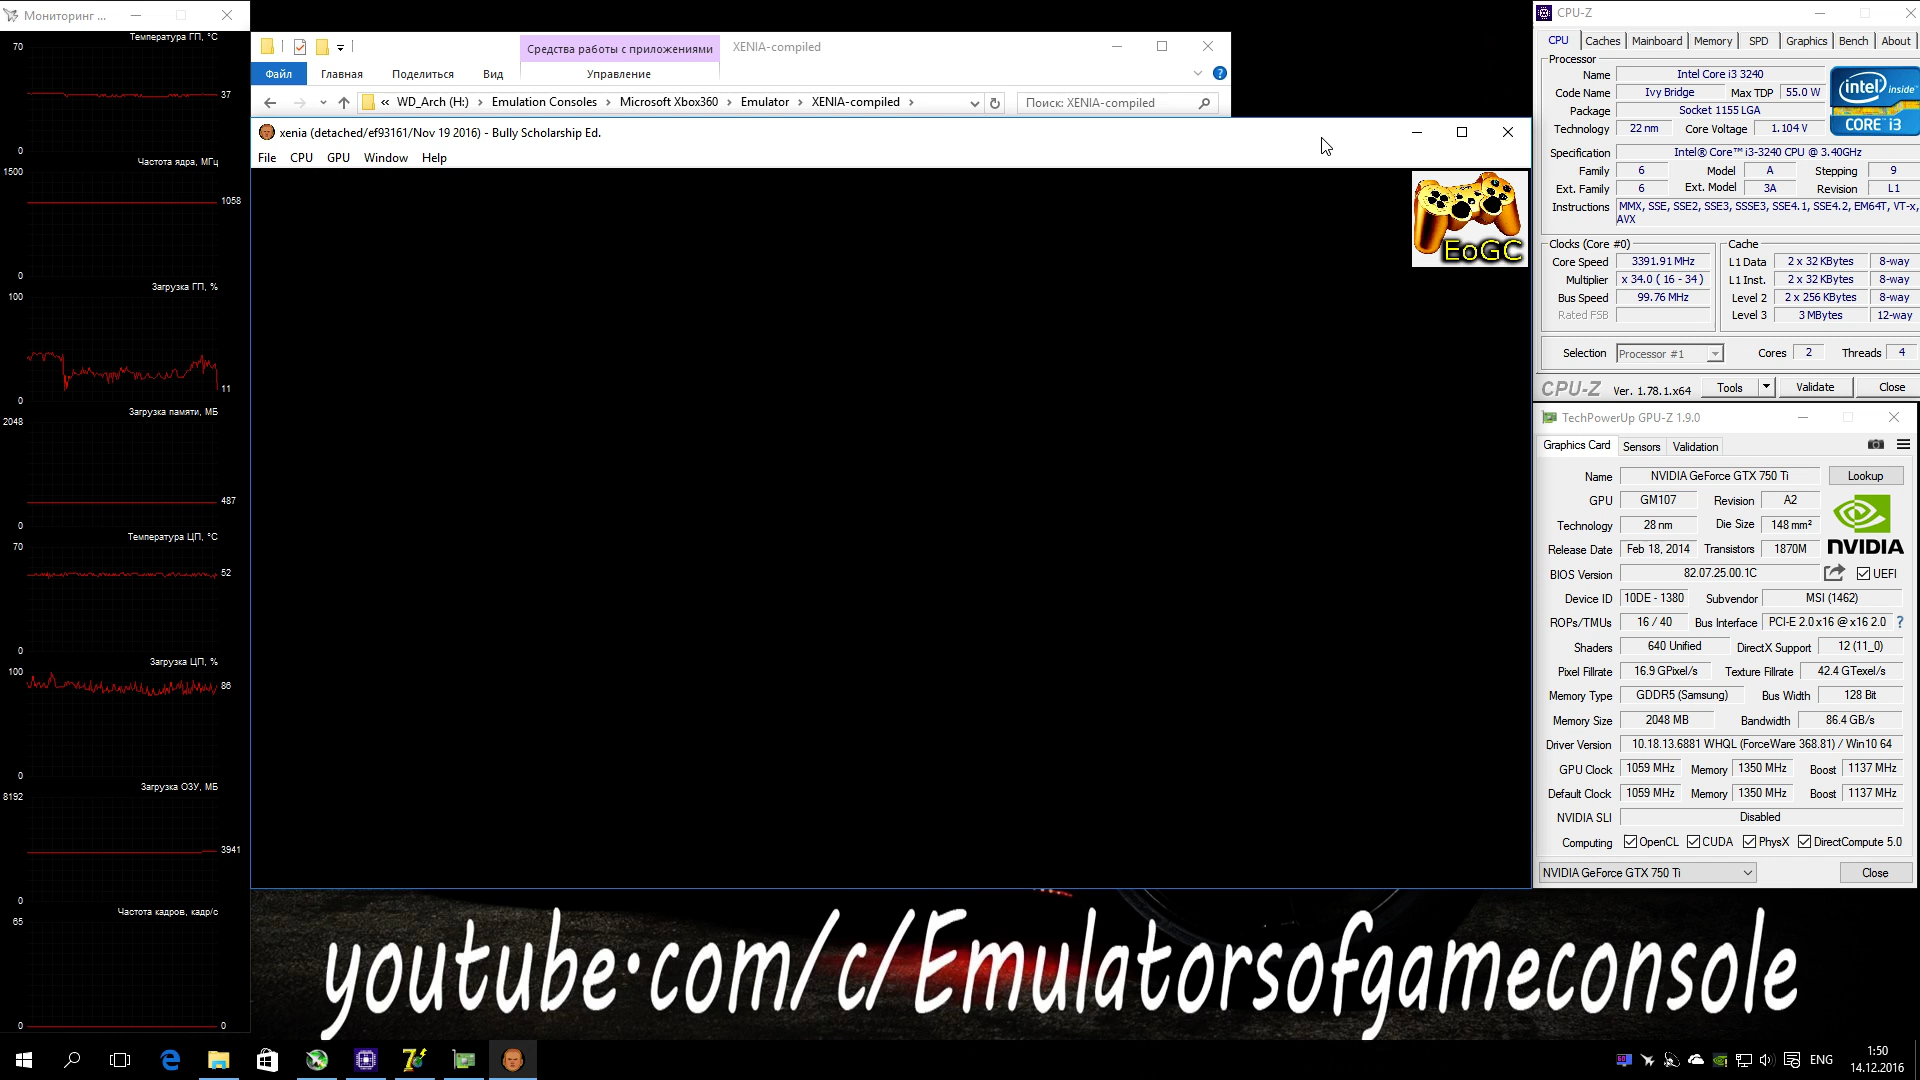 Мониторинг ...
Температура ГП, °C
70
37
0
Частота ядра, МГц
1500
1058
0
Загрузка ГП, %
100
11
0
Загрузка памяти, МБ
2048
487
0
Температура ЦП, °C
70
52
0
Загрузка ЦП, %
100
86
0
Загрузка ОЗУ, МБ
8192
3941
0
Частота кадров, кадр/с
65
0
0
Средства работы с приложениями
XENIA-compiled
Файл
Главная
Поделиться
Вид
Управление
« WD_Arch (H:) › Emulation Consoles › Microsoft Xbox360 › Emulator › XENIA-compiled ›
Поиск: XENIA-compiled
xenia (detached/ef93161/Nov 19 2016) - Bully Scholarship Ed.
File CPU GPU Window Help
EoGC
CPU-Z
CPU Caches Mainboard Memory SPD Graphics Bench About
Processor
Name Intel Core i3 3240
Code Name Ivy Bridge Max TDP 55.0 W
Package Socket 1155 LGA
Technology 22 nm Core Voltage 1.104 V
intel inside™
CORE i3
Specification Intel® Core™ i3-3240 CPU @ 3.40GHz
Family 6 Model A Stepping 9
Ext. Family 6 Ext. Model 3A Revision L1
Instructions MMX, SSE, SSE2, SSE3, SSSE3, SSE4.1, SSE4.2, EM64T, VT-x,
AVX
Clocks (Core #0)
Core Speed 3391.91 MHz
Multiplier x 34.0 ( 16 - 34 )
Bus Speed 99.76 MHz
Rated FSB
Cache
L1 Data 2 x 32 KBytes 8-way
L1 Inst. 2 x 32 KBytes 8-way
Level 2 2 x 256 KBytes 8-way
Level 3 3 MBytes 12-way
Selection Processor #1 Cores 2 Threads 4
CPU-Z Ver. 1.78.1.x64 Tools Validate Close
TechPowerUp GPU-Z 1.9.0
Graphics Card Sensors Validation
Name NVIDIA GeForce GTX 750 Ti Lookup
GPU GM107 Revision A2
Technology 28 nm Die Size 148 mm²
Release Date Feb 18, 2014 Transistors 1870M
NVIDIA
BIOS Version 82.07.25.00.1C UEFI
Device ID 10DE - 1380 Subvendor MSI (1462)
ROPs/TMUs 16 / 40 Bus Interface PCI-E 2.0 x16 @ x16 2.0 ?
Shaders 640 Unified DirectX Support 12 (11_0)
Pixel Fillrate 16.9 GPixel/s Texture Fillrate 42.4 GTexel/s
Memory Type GDDR5 (Samsung) Bus Width 128 Bit
Memory Size 2048 MB Bandwidth 86.4 GB/s
Driver Version 10.18.13.6881 WHQL (ForceWare 368.81) / Win10 64
GPU Clock 1059 MHz Memory 1350 MHz Boost 1137 MHz
Default Clock 1059 MHz Memory 1350 MHz Boost 1137 MHz
NVIDIA SLI Disabled
Computing OpenCL CUDA PhysX DirectCompute 5.0
NVIDIA GeForce GTX 750 Ti Close
youtube.com/c/Emulatorsofgameconsole
ENG
1:50
14.12.2016